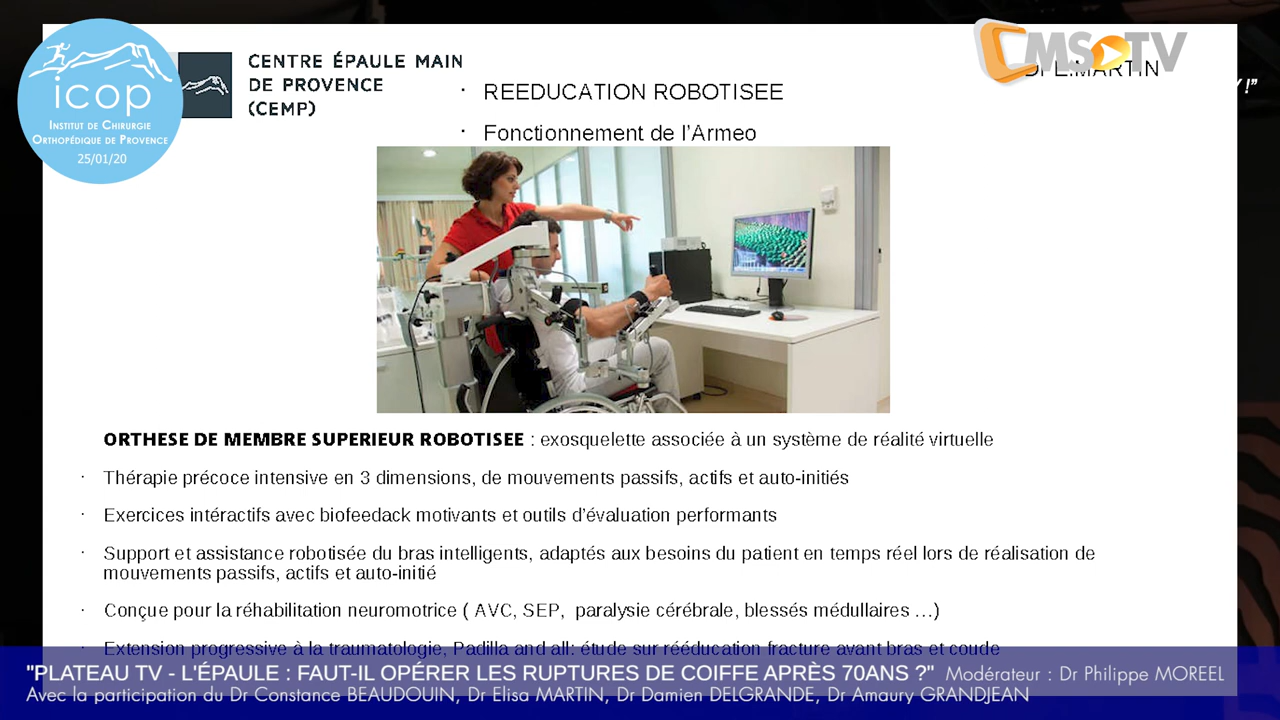 icop
INSTITUT DE CHIRURGIE
ORTHOPÉDIQUE DE PROVENCE
25/01/20
CENTRE ÉPAULE MAIN
DE PROVENCE
(CEMP)
CMS TV
Dr E.MARTIN
!”
· REEDUCATION ROBOTISEE
· Fonctionnement de l’Armeo
ORTHESE DE MEMBRE SUPERIEUR ROBOTISEE : exosquelette associée à un système de réalité virtuelle
· Thérapie précoce intensive en 3 dimensions, de mouvements passifs, actifs et auto-initiés
· Exercices intéractifs avec biofeedack motivants et outils d’évaluation performants
· Support et assistance robotisée du bras intelligents, adaptés aux besoins du patient en temps réel lors de réalisation de
mouvements passifs, actifs et auto-initié
· Conçue pour la réhabilitation neuromotrice ( AVC, SEP, paralysie cérébrale, blessés médullaires …)
· Extension progressive à la traumatologie, Padilla and all: étude sur rééducation fracture avant bras et coude
"PLATEAU TV - L'ÉPAULE : FAUT-IL OPÉRER LES RUPTURES DE COIFFE APRÈS 70ANS ?" Modérateur : Dr Philippe MOREEL
Avec la participation du Dr Constance BEAUDOUIN, Dr Elisa MARTIN, Dr Damien DELGRANDE, Dr Amaury GRANDJEAN